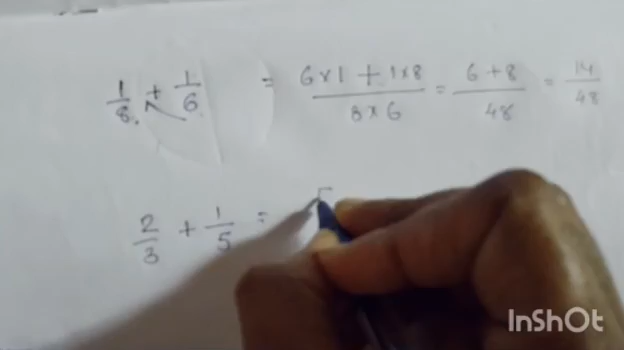 1/8 + 1/6 = 6×1 + 1×8 / 8×6 = 6+8 / 48 = 14/48
2/3 + 1/5 = 5
InShOt